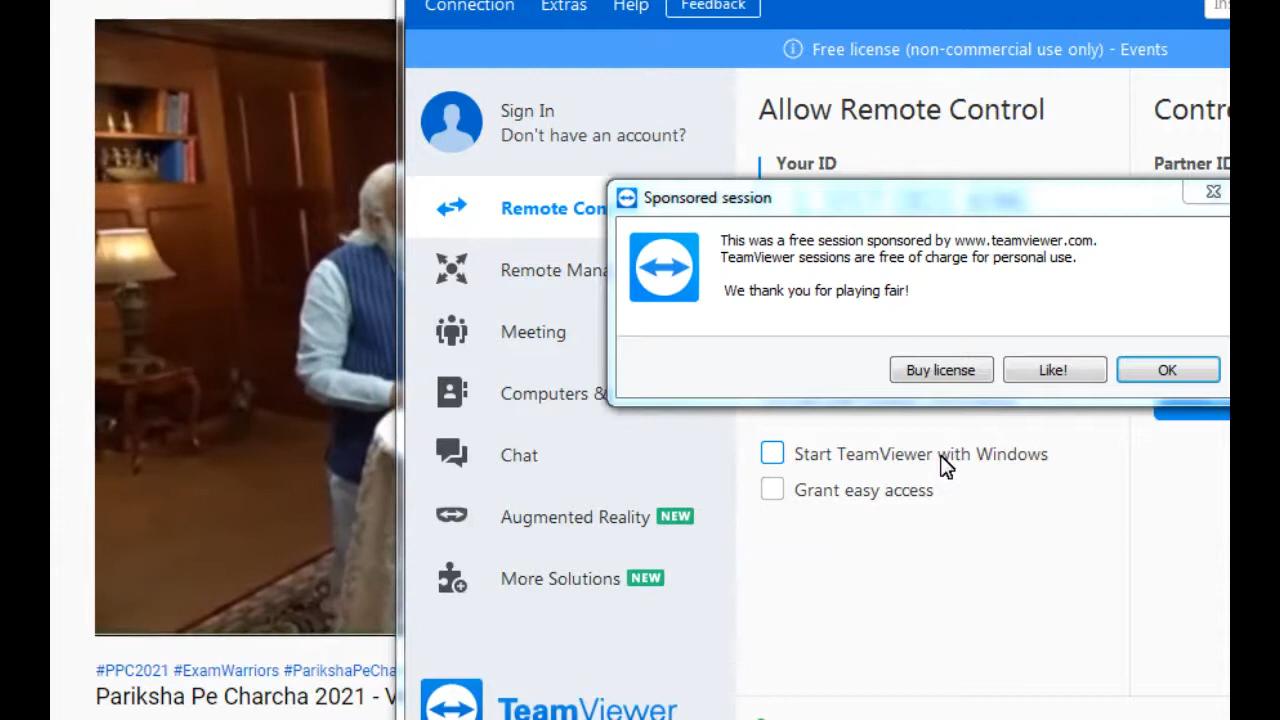 Connection Extras Help Feedback
Free license (non-commercial use only) - Events
Sign In
Don't have an account?
Allow Remote Control
Your ID
Remote Con
Sponsored session
This was a free session sponsored by www.teamviewer.com.
TeamViewer sessions are free of charge for personal use.
We thank you for playing fair!
Buy license Like! OK
Remote Mana
Meeting
Computers &
Chat
Augmented Reality NEW
More Solutions NEW
TeamViewer
Start TeamViewer with Windows
Grant easy access
Contro
Partner ID
#PPC2021 #ExamWarriors #ParikshaPeCha
Pariksha Pe Charcha 2021 - V